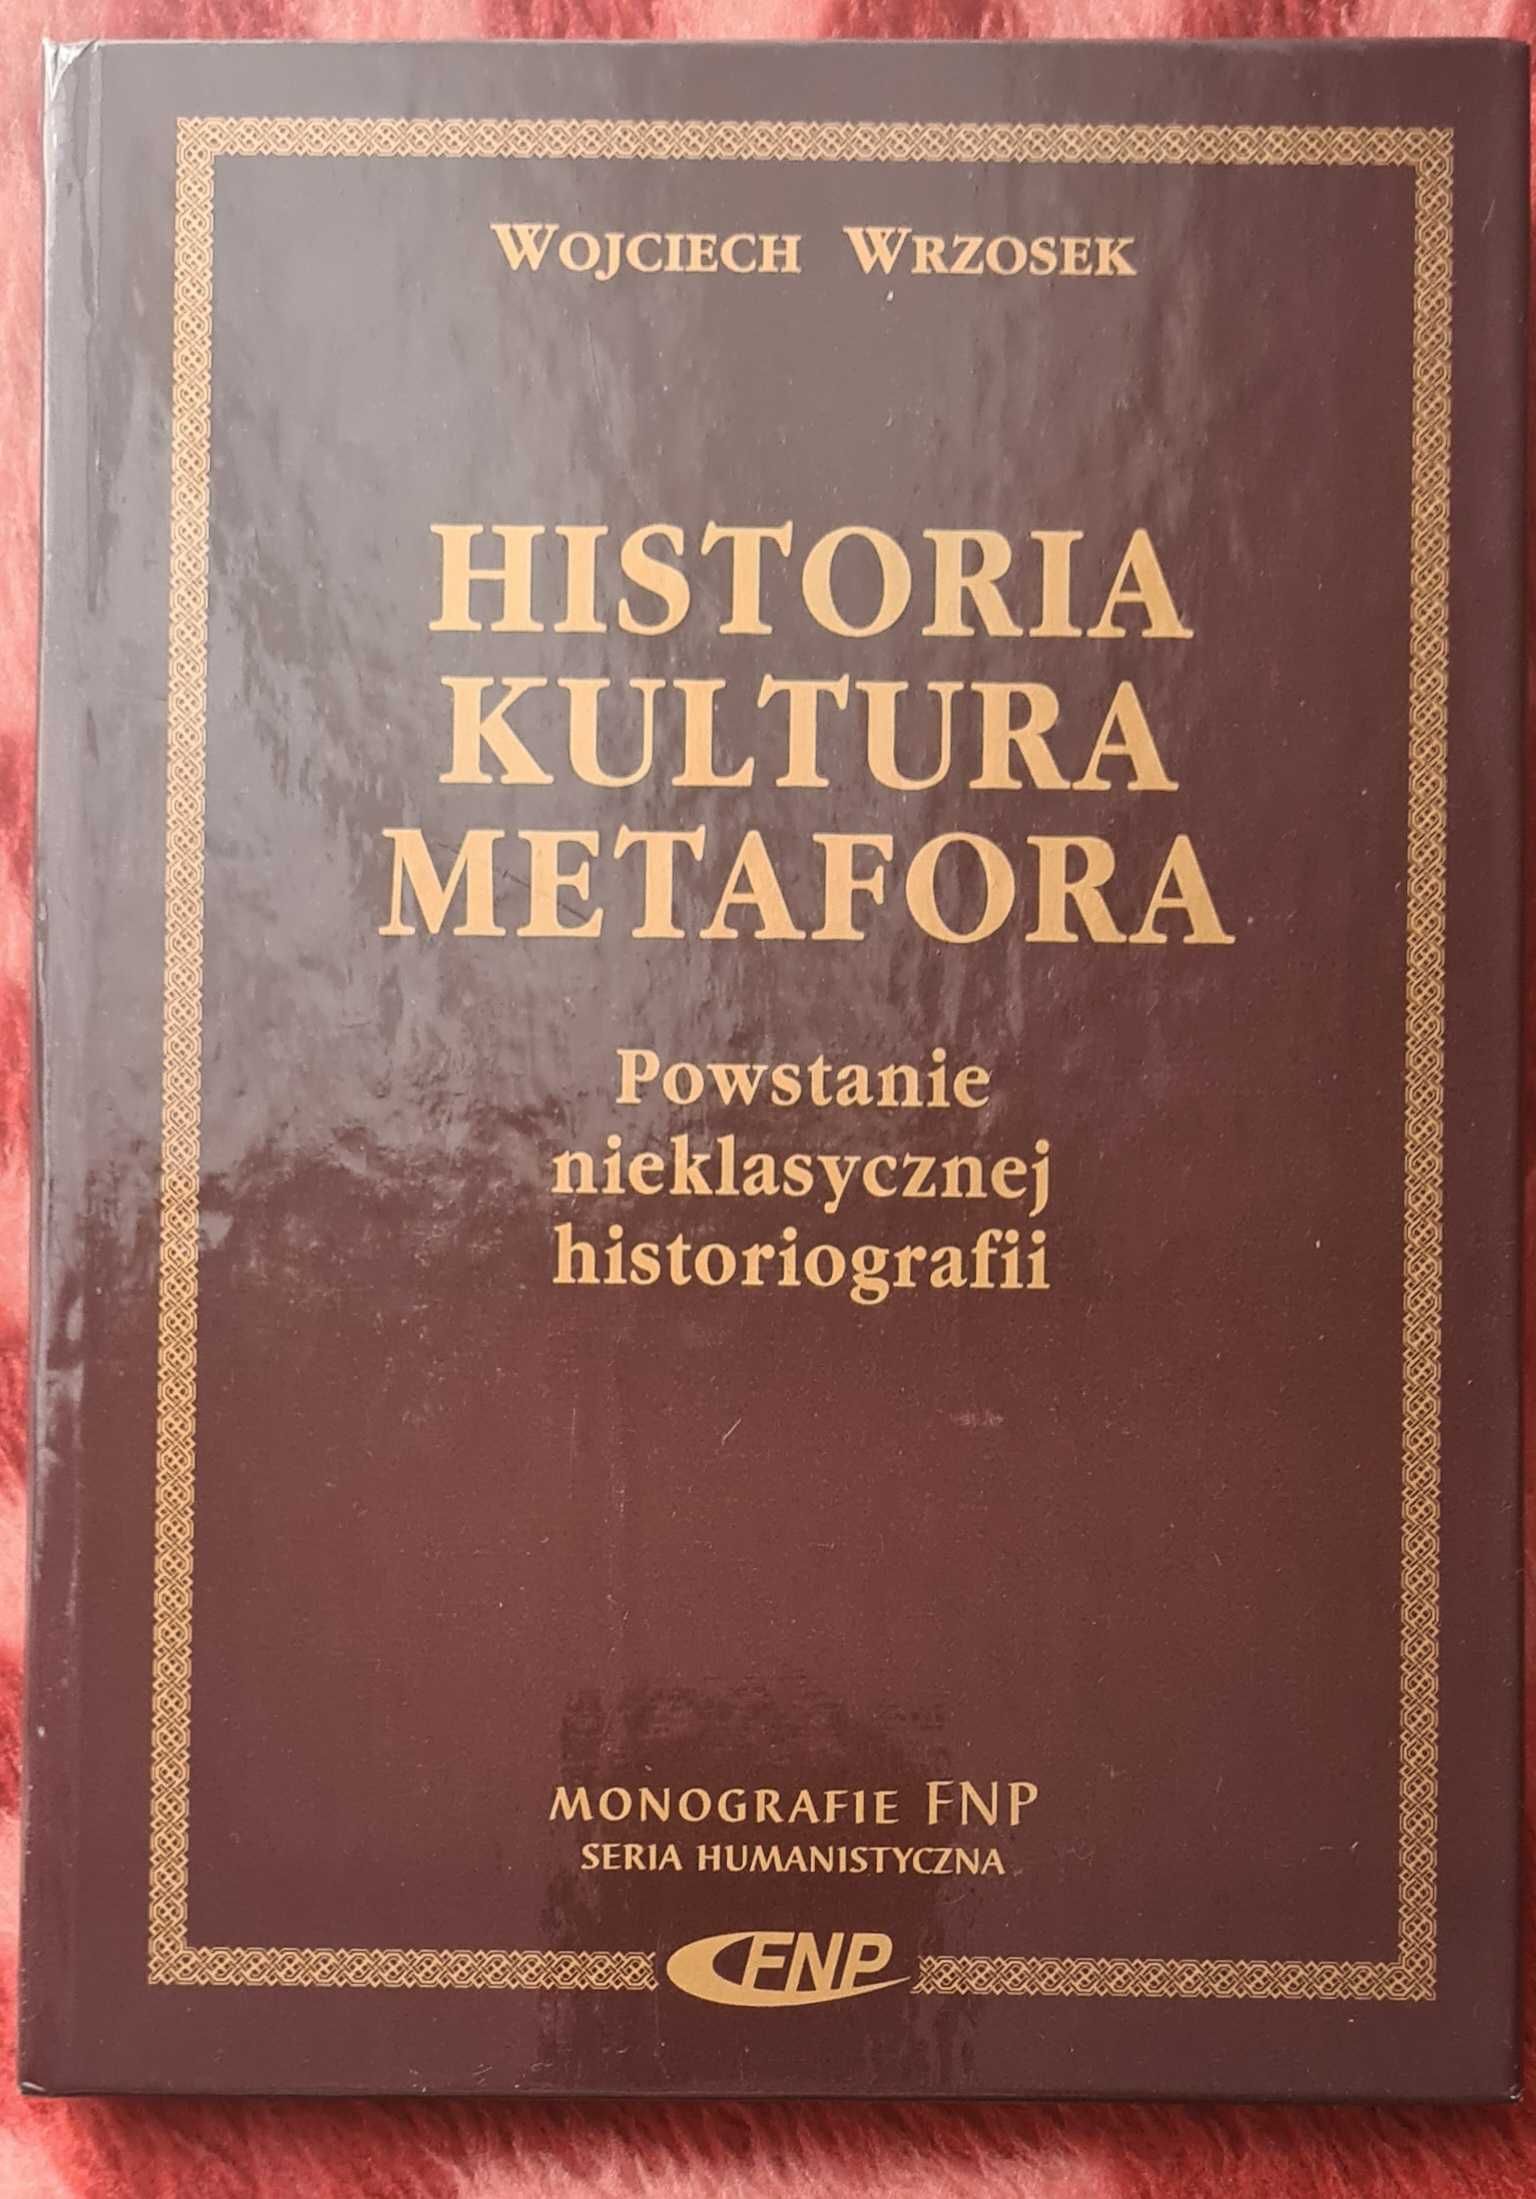 WOJCIECH WRZOSEK
HISTORIA
KULTURA
METAFORA
Powstanie
nieklasycznej
historiografii
MONOGRAFIE FNP
SERIA HUMANISTYCZNA
FNP